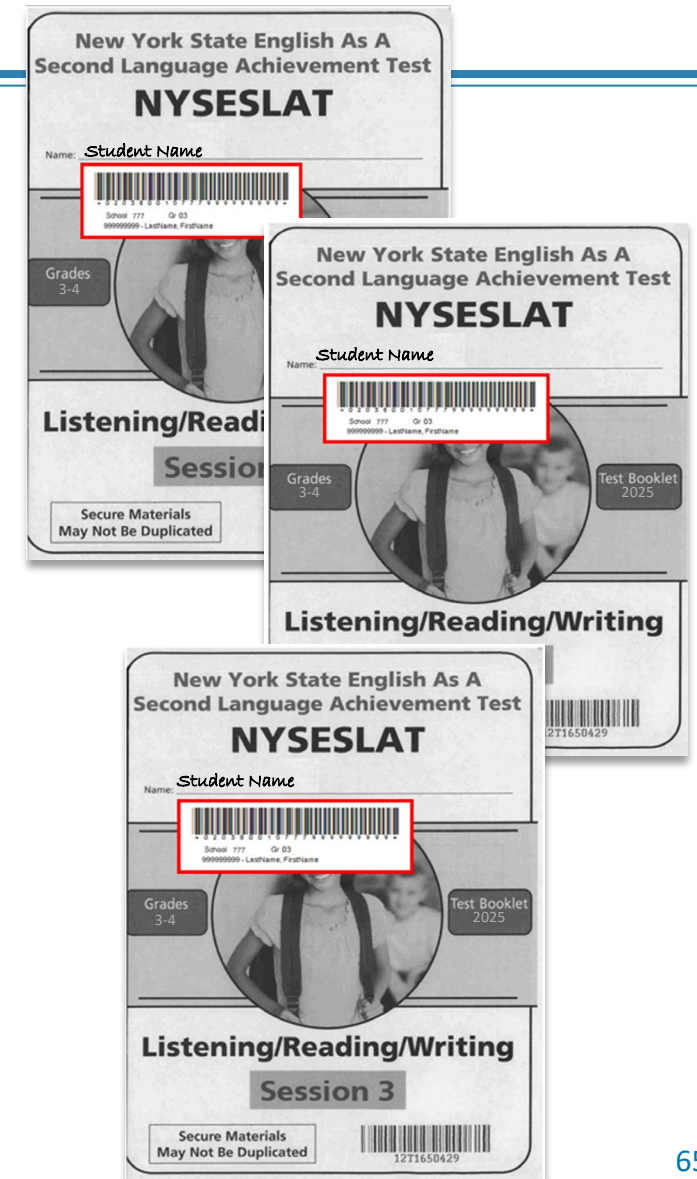 New York State English As A
Second Language Achievement Test
NYSESLAT
Name: Student Name
*0203800107779999999999*
School 777 Gr 03
999999999 - LastName, FirstName
Grades
3-4
Listening/Readi
Session
Secure Materials
May Not Be Duplicated
New York State English As A
Second Language Achievement Test
NYSESLAT
Name: Student Name
*0203800107779999999999*
School 777 Gr 03
999999999 - LastName, FirstName
Grades
3-4
Test Booklet
2025
Listening/Reading/Writing
12T1650429
New York State English As A
Second Language Achievement Test
NYSESLAT
Name: Student Name
*0203800107779999999999*
School 777 Gr 03
999999999 - LastName, FirstName
Grades
3-4
Test Booklet
2025
Listening/Reading/Writing
Session 3
Secure Materials
May Not Be Duplicated
12T1650429
65